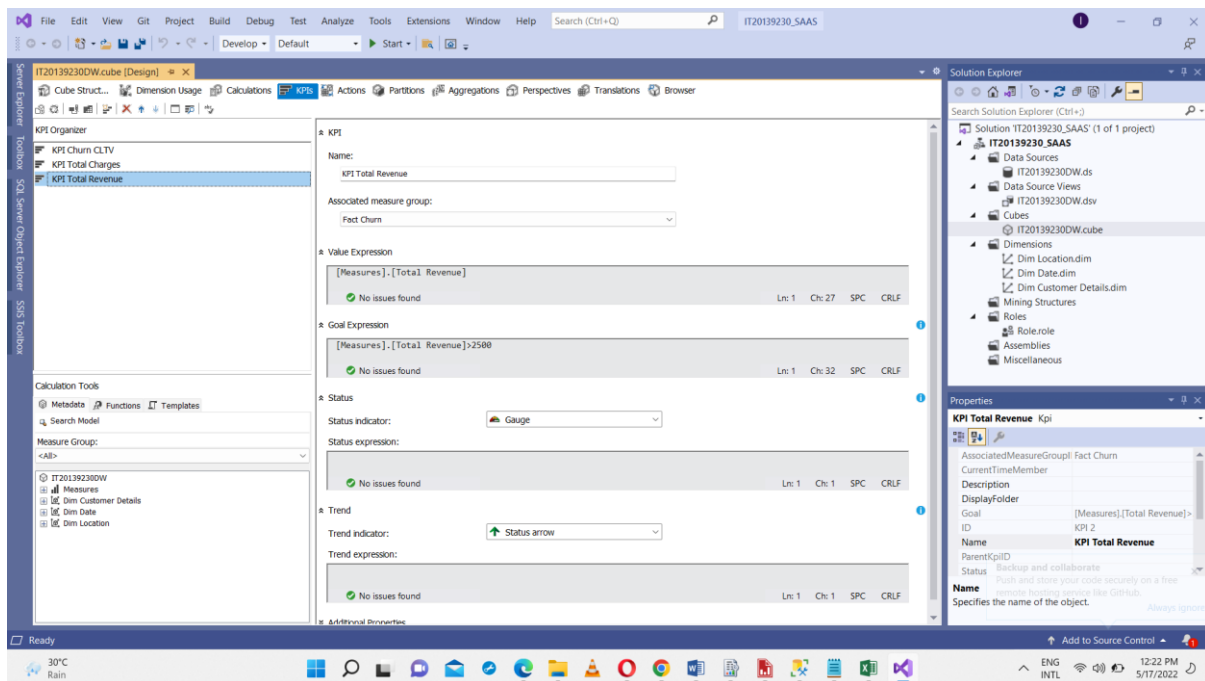 File Edit View Git Project Build Debug Test Analyze Tools Extensions Window Help Search (Ctrl+Q) IT20139230_SAAS I
Develop Default Start
IT20139230DW.cube [Design]
Cube Struct... Dimension Usage Calculations KPIs Actions Partitions Aggregations Perspectives Translations Browser
Server Explorer
Toolbox
SQL Server Object Explorer
SSIS Toolbox
KPI Organizer
KPI Churn CLTV
KPI Total Charges
KPI Total Revenue
Calculation Tools
Metadata Functions Templates
Search Model
Measure Group:
<All>
IT20139230DW
Measures
Dim Customer Details
Dim Date
Dim Location
KPI
Name:
KPI Total Revenue
Associated measure group:
Fact Churn
Value Expression
[Measures].[Total Revenue]
No issues found Ln: 1 Ch: 27 SPC CRLF
Goal Expression
[Measures].[Total Revenue]>2500
No issues found Ln: 1 Ch: 32 SPC CRLF
Status
Status indicator: Gauge
Status expression:
No issues found Ln: 1 Ch: 1 SPC CRLF
Trend
Trend indicator: Status arrow
Trend expression:
No issues found Ln: 1 Ch: 1 SPC CRLF
Additional Properties
Solution Explorer
Search Solution Explorer (Ctrl+;)
Solution 'IT20139230_SAAS' (1 of 1 project)
IT20139230_SAAS
Data Sources
IT20139230DW.ds
Data Source Views
IT20139230DW.dsv
Cubes
IT20139230DW.cube
Dimensions
Dim Location.dim
Dim Date.dim
Dim Customer Details.dim
Mining Structures
Roles
Role.role
Assemblies
Miscellaneous
Properties
KPI Total Revenue Kpi
AssociatedMeasureGroupI Fact Churn
CurrentTimeMember
Description
DisplayFolder
Goal [Measures].[Total Revenue]>
ID KPI 2
Name KPI Total Revenue
ParentKpiID
Status
Backup and collaborate
Push and store your code securely on a free
remote hosting service like GitHub.
Always ignore
Name
Specifies the name of the object.
Ready Add to Source Control 1
30°C
Rain
ENG
INTL
12:22 PM
5/17/2022